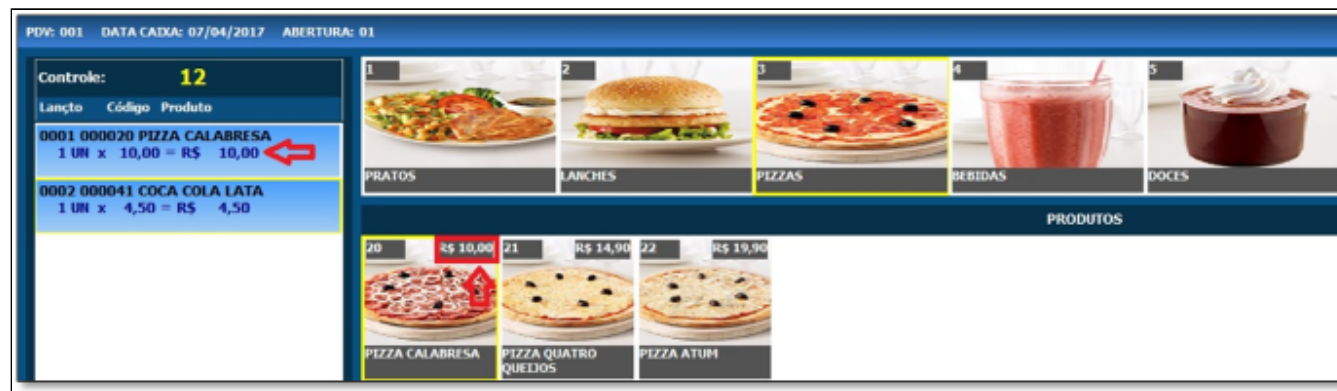 PDV: 001 DATA CAIXA: 07/04/2017 ABERTURA: 01
Controle: 12
Lançto Código Produto
0001 000020 PIZZA CALABRESA
1 UN x 10,00 = R$ 10,00
0002 000041 COCA COLA LATA
1 UN x 4,50 = R$ 4,50
1
PRATOS
2
LANCHES
3
PIZZAS
4
BEBIDAS
5
DOCES
PRODUTOS
20 R$ 10,00
PIZZA CALABRESA
21 R$ 14,90
PIZZA QUATRO
QUEIJOS
22 R$ 19,90
PIZZA ATUM